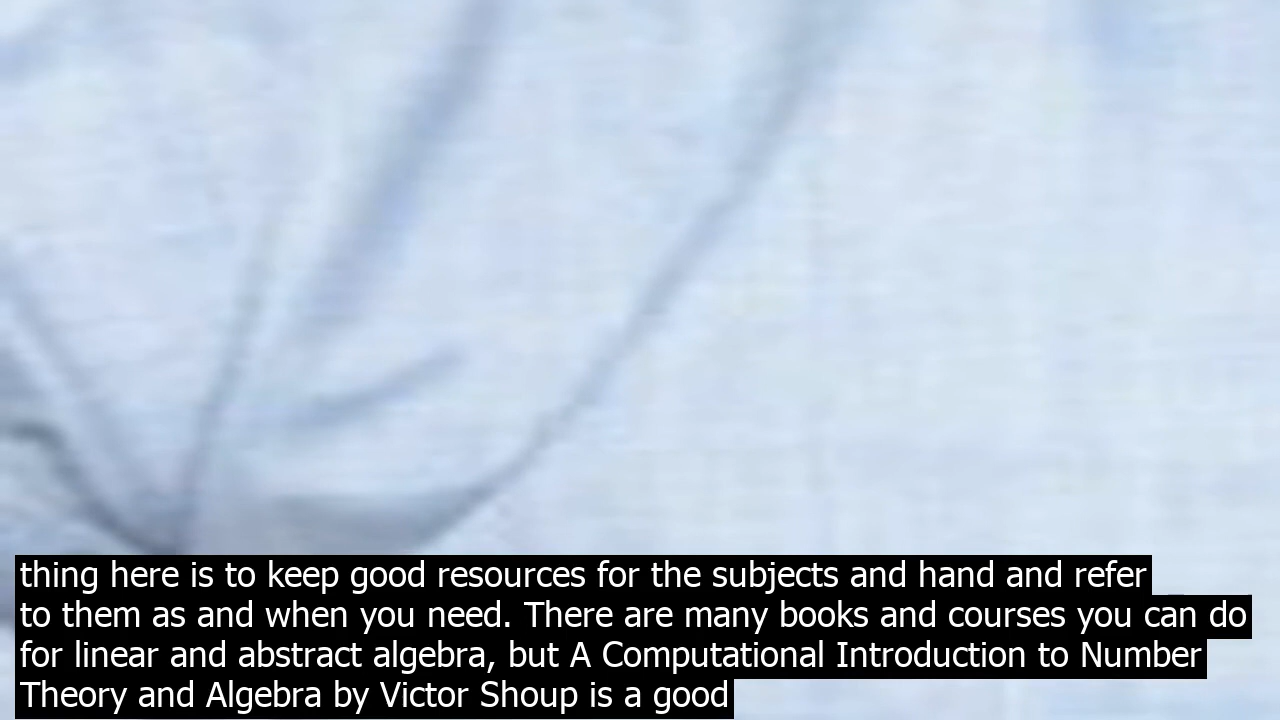 thing here is to keep good resources for the subjects and hand and refer
to them as and when you need. There are many books and courses you can do
for linear and abstract algebra, but A Computational Introduction to Number
Theory and Algebra by Victor Shoup is a good